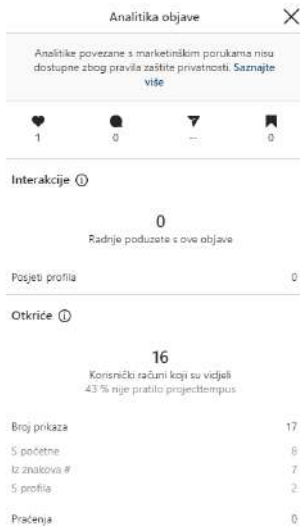 Analitika objave
Analitike povezane s marketinškim porukama nisu
dostupne zbog pravila zaštite privatnosti. Saznajte
više
1 0 -- 0
Interakcije
0
Radnje poduzete s ove objave
Posjeti profila 0
Otkriće
16
Korisnički računi koji su vidjeli
43 % nije pratilo projecttempus
Broj prikaza 17
S početne 8
Iz znakova # 7
S profila 2
Praćenja 0